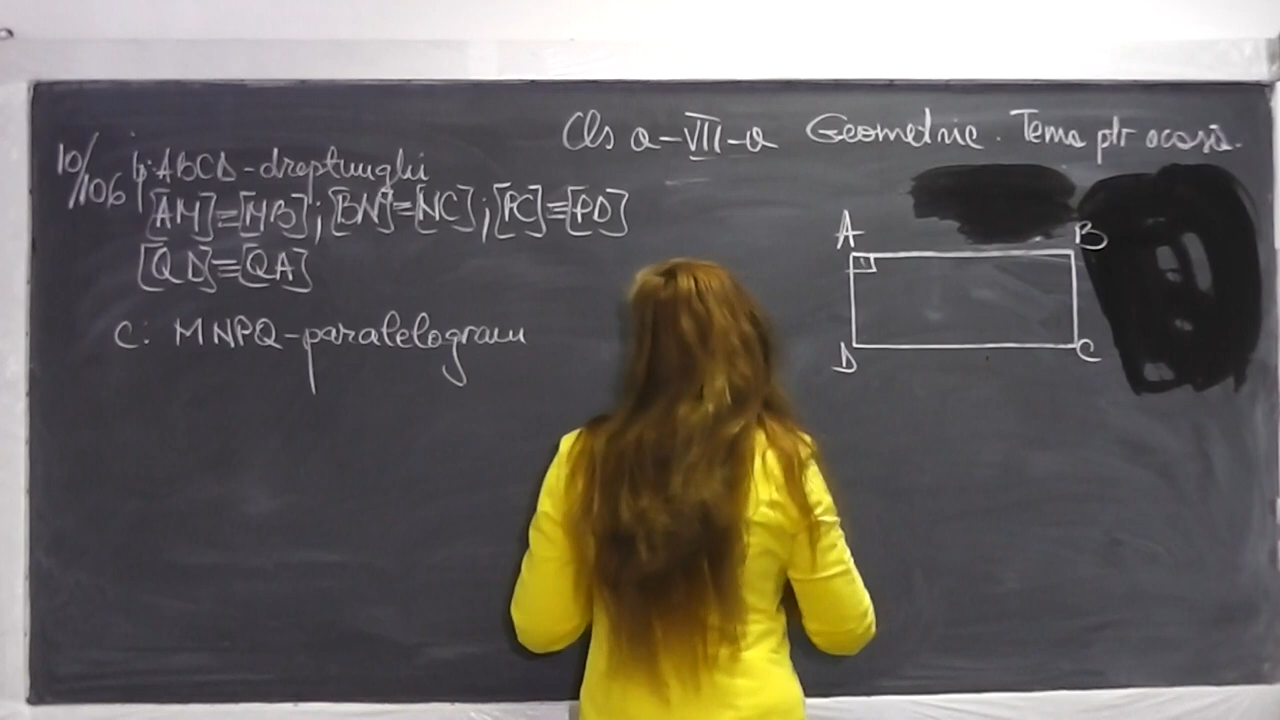 Cls a-VII-a Geometrie. Tema ptr acasă.
10/106 ip: ABCD-dreptunghi
[AM]≡[MB]; [BN]≡[NC]; [PC]≡[PD]
[QD]≡[QA]
C: MNPQ-paralelogram
A B
D C